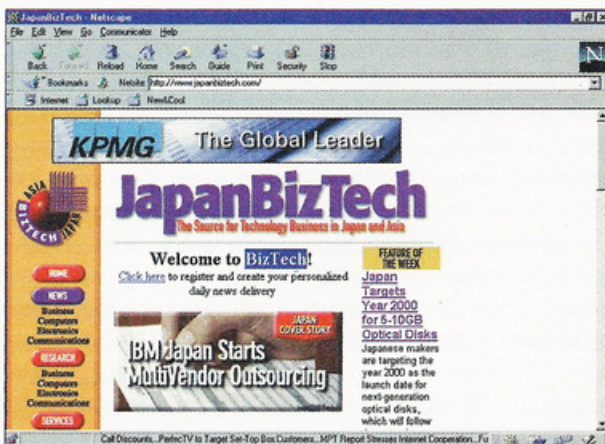 JapanBizTech - Netscape
File Edit View Go Communicator Help
Back Forward Reload Home Search Guide Print Security Stop
Bookmarks Netsite: http://www.japanbiztech.com/
Internet Lookup New&Cool
KPMG The Global Leader
ASIA BIZTECH JAPAN
JapanBizTech
The Source for Technology Business in Japan and Asia
Welcome to BizTech!
Click here to register and create your personalized
daily news delivery
JAPAN
COVER STORY
IBM Japan Starts
MultiVendor Outsourcing
FEATURE OF
THE WEEK
Japan
Targets
Year 2000
for 5-10GB
Optical Disks
Japanese makers
are targeting the
year 2000 as the
launch date for
next-generation
optical disks,
which will follow
HOME
NEWS
Business
Computers
Electronics
Communications
RESEARCH
Business
Computers
Electronics
Communications
SERVICES
Call Discounts...PerfecTV to Target Set-Top Box Customers...MPT Report Stresses Internet Cooperation...Fu